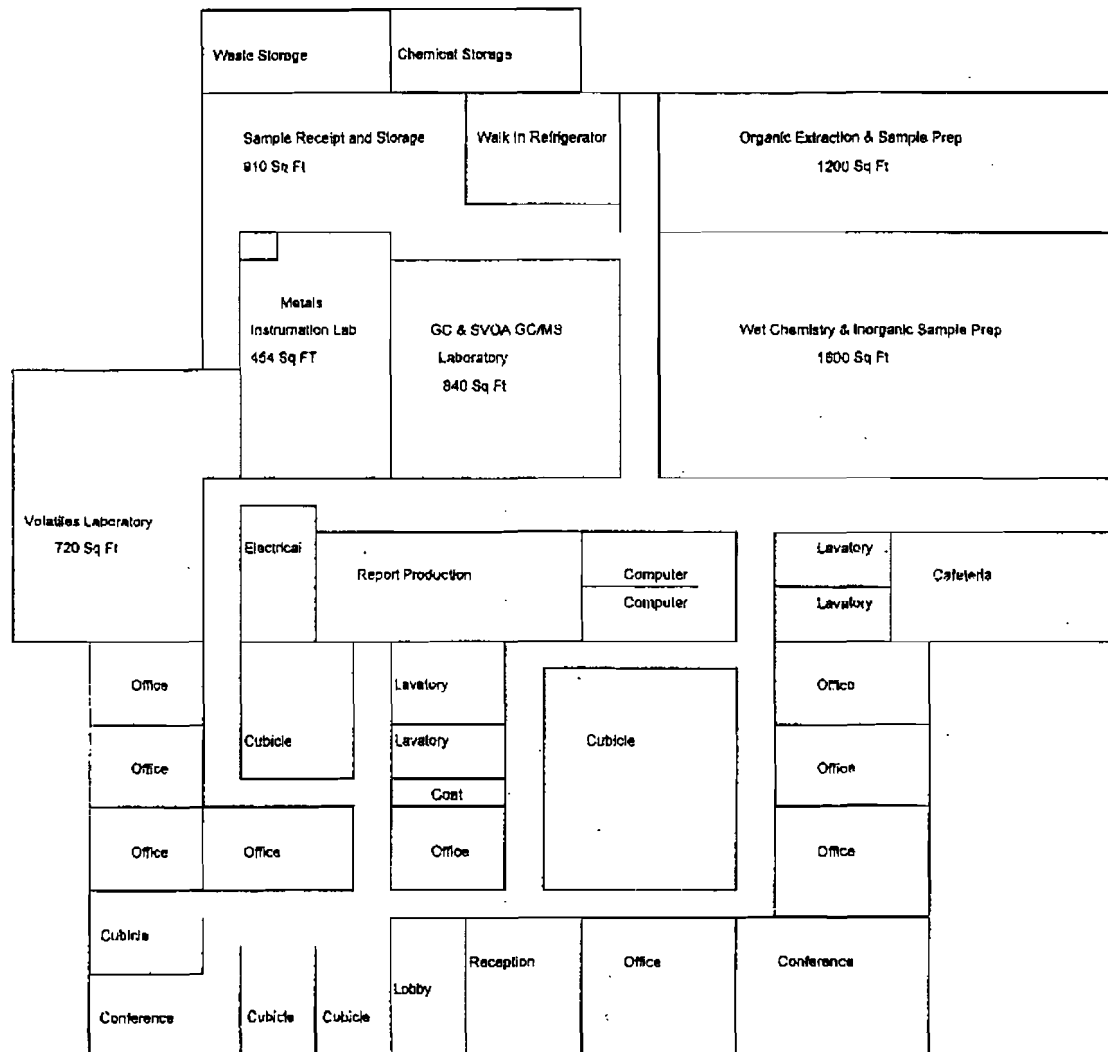 Waste Storage
Chemical Storage
Sample Receipt and Storage
910 Sq Ft
Walk In Refrigerator
Organic Extraction & Sample Prep
1200 Sq Ft
Metals
Instrumation Lab
454 Sq FT
GC & SVOA GC/MS
Laboratory
840 Sq Ft
Wet Chemistry & Inorganic Sample Prep
1600 Sq Ft
Volatiles Laboratory
720 Sq Ft
Electrical
Report Production
Computer
Computer
Lavatory
Lavatory
Cafeteria
Office
Cubicle
Lavatory
Cubicle
Office
Office
Lavatory
Office
Coat
Office
Office
Office
Office
Cubicle
Conference
Cubicle
Cubicle
Lobby
Reception
Office
Conference